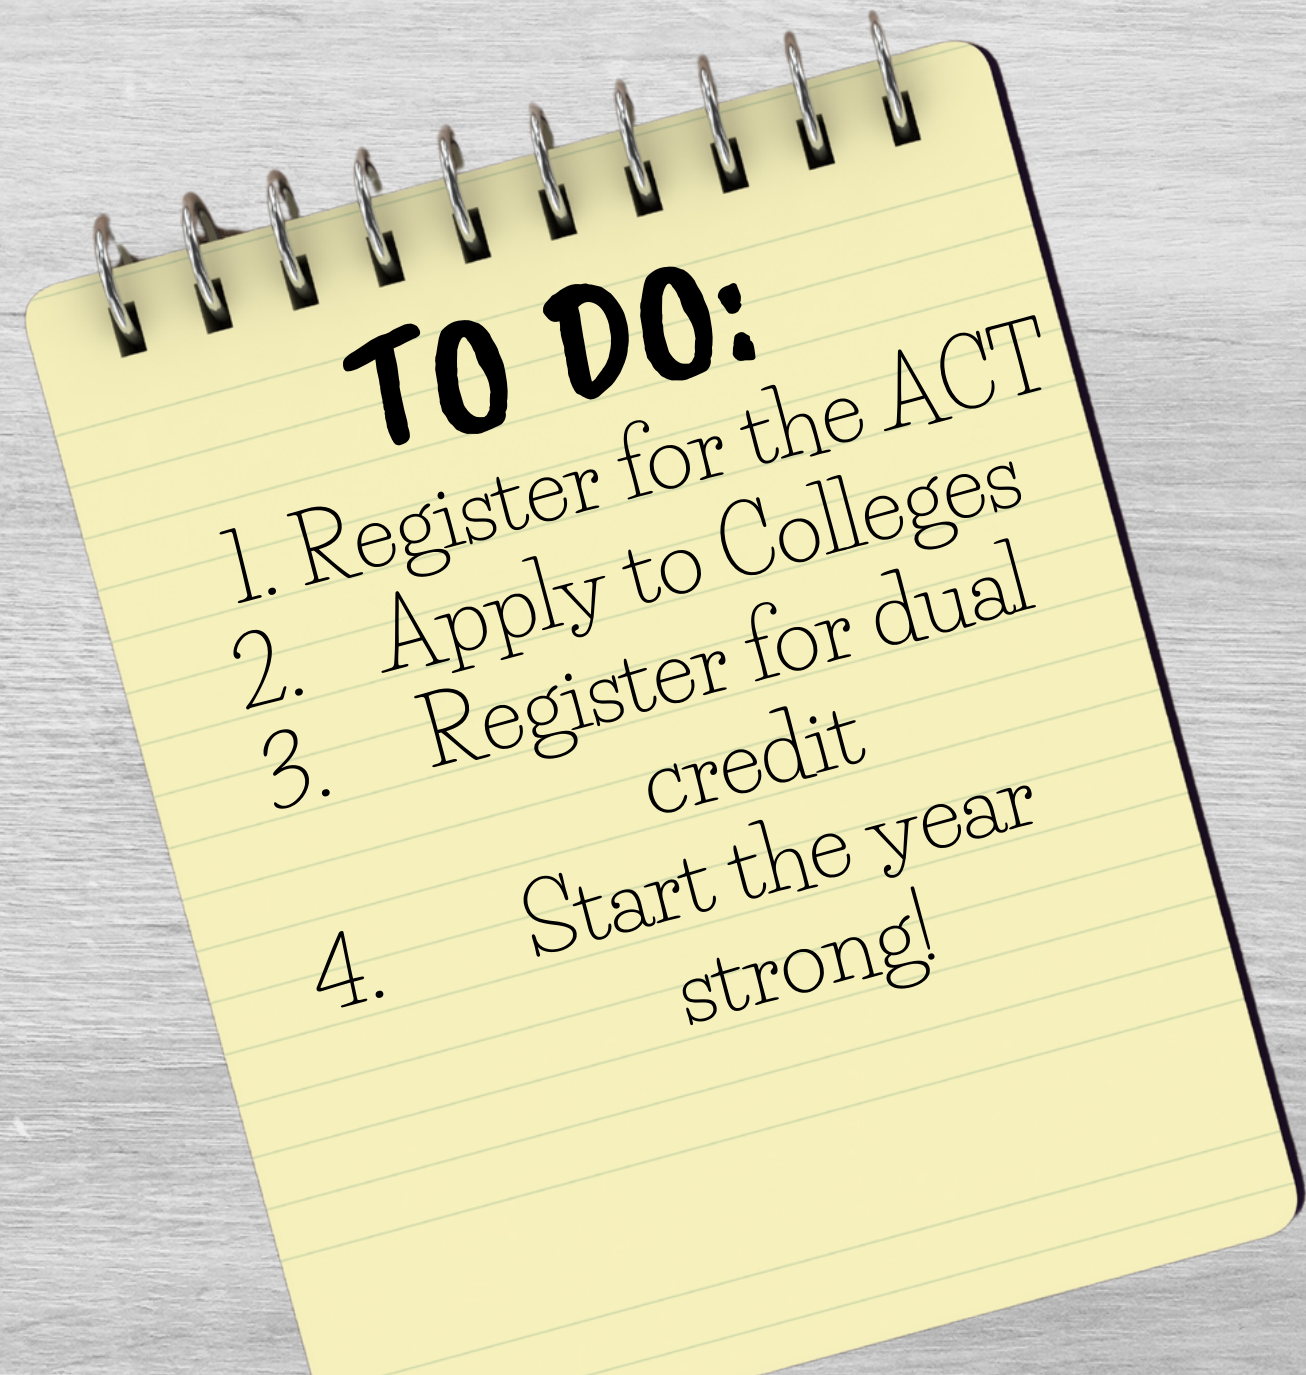 TO DO:
1. Register for the ACT
2. Apply to Colleges
3. Register for dual
credit
4. Start the year
strong!